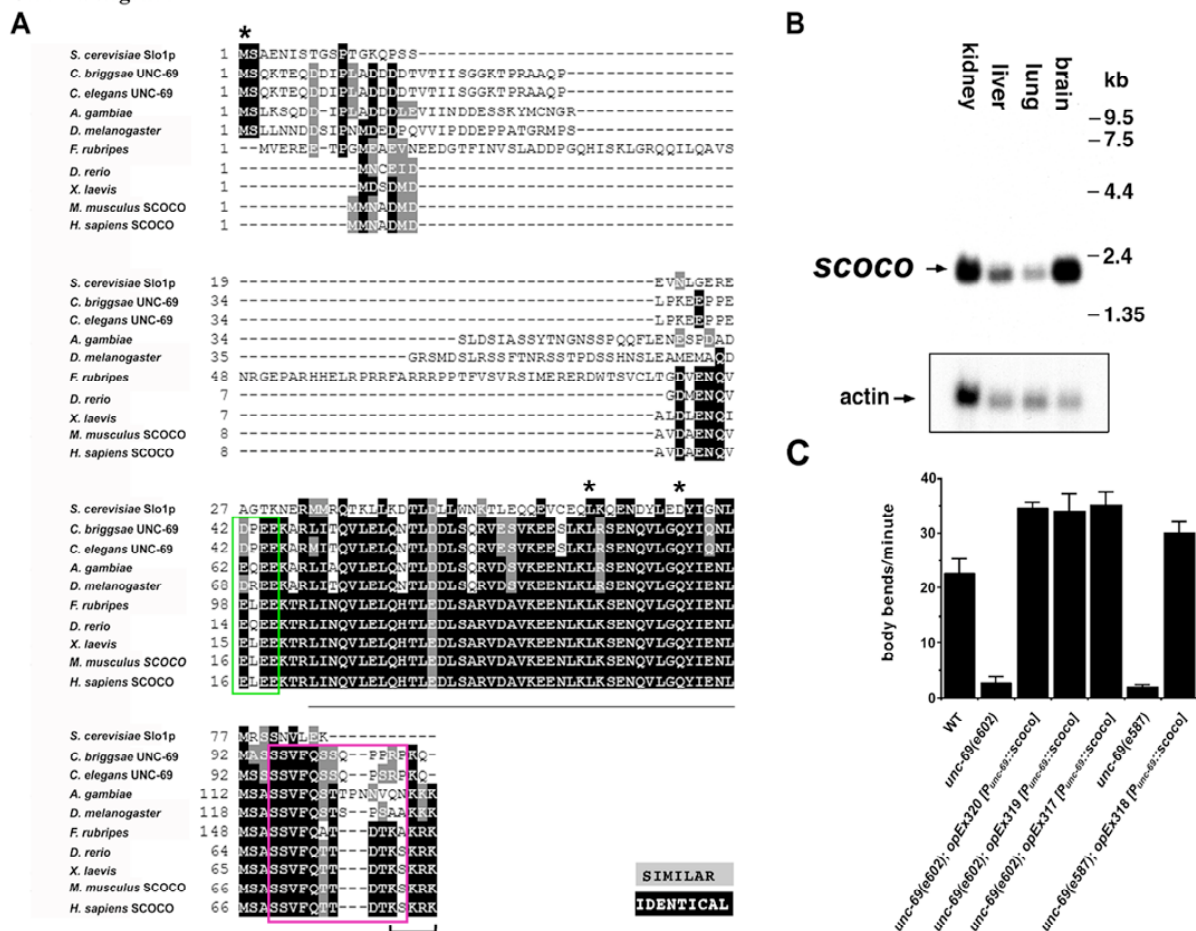 A
*
S. cerevisiae Slo1p 1 MSAENISTGSPTGKQPSS--------------------------------
C. briggsae UNC-69 1 MSQKTEQDDIPLADDDDTVTIISGGKTPRAAQP-----------------
C. elegans UNC-69 1 MSQKTEQDDIPLADDDDTVTIISGGKTPRAAQP-----------------
A. gambiae 1 MSLKSQDD-IPLADDDLEVIINDDESSKYMCNGR----------------
D. melanogaster 1 MSLLNNDDSIPNMDEDPQVVIPDDEPPATGRMPS----------------
F. rubripes 1 --MVEREE-TPGMEAEVNEEDGTFINVSLADDPGQHISKLGRQQILQAVS
D. rerio 1 ------------MNCEID--------------------------------
X. laevis 1 ------------MDSDMD--------------------------------
M. musculus SCOCO 1 -----------MMNADMD--------------------------------
H. sapiens SCOCO 1 -----------MMNADMD--------------------------------
S. cerevisiae Slo1p 19 ------------------------------------------EVNLGERE
C. briggsae UNC-69 34 ------------------------------------------LPKEEPPE
C. elegans UNC-69 34 ------------------------------------------LPKEEPPE
A. gambiae 34 ----------------------SLDSIASSYTNGNSSPQQFLENESPDAD
D. melanogaster 35 -----------------GRSMDSLRSSFTNRSSTPDSSHNSLEAMEMAQD
F. rubripes 48 NRGEPARHHELRPRRFARRRPPTFVSVRSIMERERDWTSVCLTGDVENQV
D. rerio 7 -------------------------------------------GDMENQV
X. laevis 7 ------------------------------------------ALDLENQI
M. musculus SCOCO 8 ------------------------------------------AVDAENQV
H. sapiens SCOCO 8 ------------------------------------------AVDAENQV
* *
S. cerevisiae Slo1p 27 AGTKNERMMRQTKLLKDTLDLLWNKTLEQQEVCEQLKQENDYLEDYIGNL
C. briggsae UNC-69 42 DPEEKARLITQVLELQNTLDDLSQRVESVKEESLKLRSENQVLGQYIQNL
C. elegans UNC-69 42 DPEEKARMITQVLELQNTLDDLSQRVESVKEESLKLRSENQVLGQYIQNL
A. gambiae 62 EQEEKARLIAQVLELQNTLDDLSQRVDSVKEENLKLRSENQVLGQYIENL
D. melanogaster 68 DREEKARLITQVLELQNTLDDLSQRVDSVKEENLKLRSENQVLGQYIENL
F. rubripes 98 ELEEKTRLINQVLELQHTLEDLSARVDAVKEENLKLKSENQVLGQYIENL
D. rerio 14 EQEEKTRLINQVLELQHTLEDLSARVDAVKEENLKLKSENQVLGQYIENL
X. laevis 15 ELEEKTRLINQVLELQHTLEDLSARVDAVKEENLKLKSENQVLGQYIENL
M. musculus SCOCO 16 ELEEKTRLINQVLELQHTLEDLSARVDAVKEENLKLKSENQVLGQYIENL
H. sapiens SCOCO 16 ELEEKTRLINQVLELQHTLEDLSARVDAVKEENLKLKSENQVLGQYIENL
S. cerevisiae Slo1p 77 MRSSNVLEK-----------
C. briggsae UNC-69 92 MASSSVFQSSQ--PPRPKQ-
C. elegans UNC-69 92 MSSSSVFQSSQ--PSRPKQ-
A. gambiae 112 MSASSVFQSTTPNNVQNKKK
D. melanogaster 118 MSASSVFQSTS--PSAAKKK
F. rubripes 148 MSASSVFQAT---DTKAKRK
D. rerio 64 MSASSVFQTT---DTKSKRK
X. laevis 65 MSASSVFQTT---DTKSKRK
M. musculus SCOCO 66 MSASSVFQTT---DTKSKRK
H. sapiens SCOCO 66 MSASSVFQTT---DTKSKRK
SIMILAR
IDENTICAL
B
kidney liver lung brain
kb
9.5
7.5
4.4
2.4
1.35
SCOCO
actin
C
body bends/minute
40
30
20
10
0
WT
unc-69(e602)
unc-69(e602); opEx320 [Punc-69::scoco]
unc-69(e602); opEx319 [Punc-69::scoco]
unc-69(e602); opEx317 [Punc-69::scoco]
unc-69(e587)
unc-69(e587); opEx318 [Punc-69::scoco]